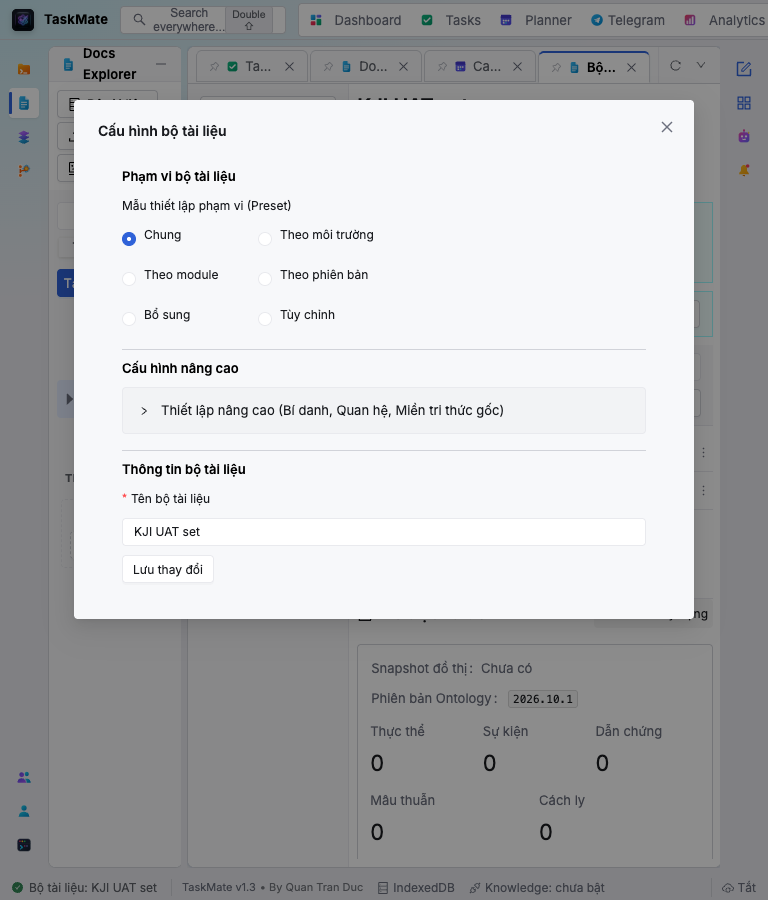 TaskMate
Search everywhere...
Double ⇧
Dashboard
Tasks
Planner
Telegram
Analytics
Docs Explorer
Ta...
Do...
Ca...
Bộ...
Cấu hình bộ tài liệu
Phạm vi bộ tài liệu
Mẫu thiết lập phạm vi (Preset)
Chung
Theo môi trường
Theo module
Theo phiên bản
Bổ sung
Tùy chỉnh
Cấu hình nâng cao
Thiết lập nâng cao (Bí danh, Quan hệ, Miền tri thức gốc)
Thông tin bộ tài liệu
* Tên bộ tài liệu
KJI UAT set
Lưu thay đổi
Snapshot đồ thị: Chưa có
Phiên bản Ontology: 2026.10.1
Thực thể
Sự kiện
Dẫn chứng
0
0
0
Mâu thuẫn
Cách ly
0
0
Bộ tài liệu: KJI UAT set
TaskMate v1.3 • By Quan Tran Duc
IndexedDB
Knowledge: chưa bật
Tắt